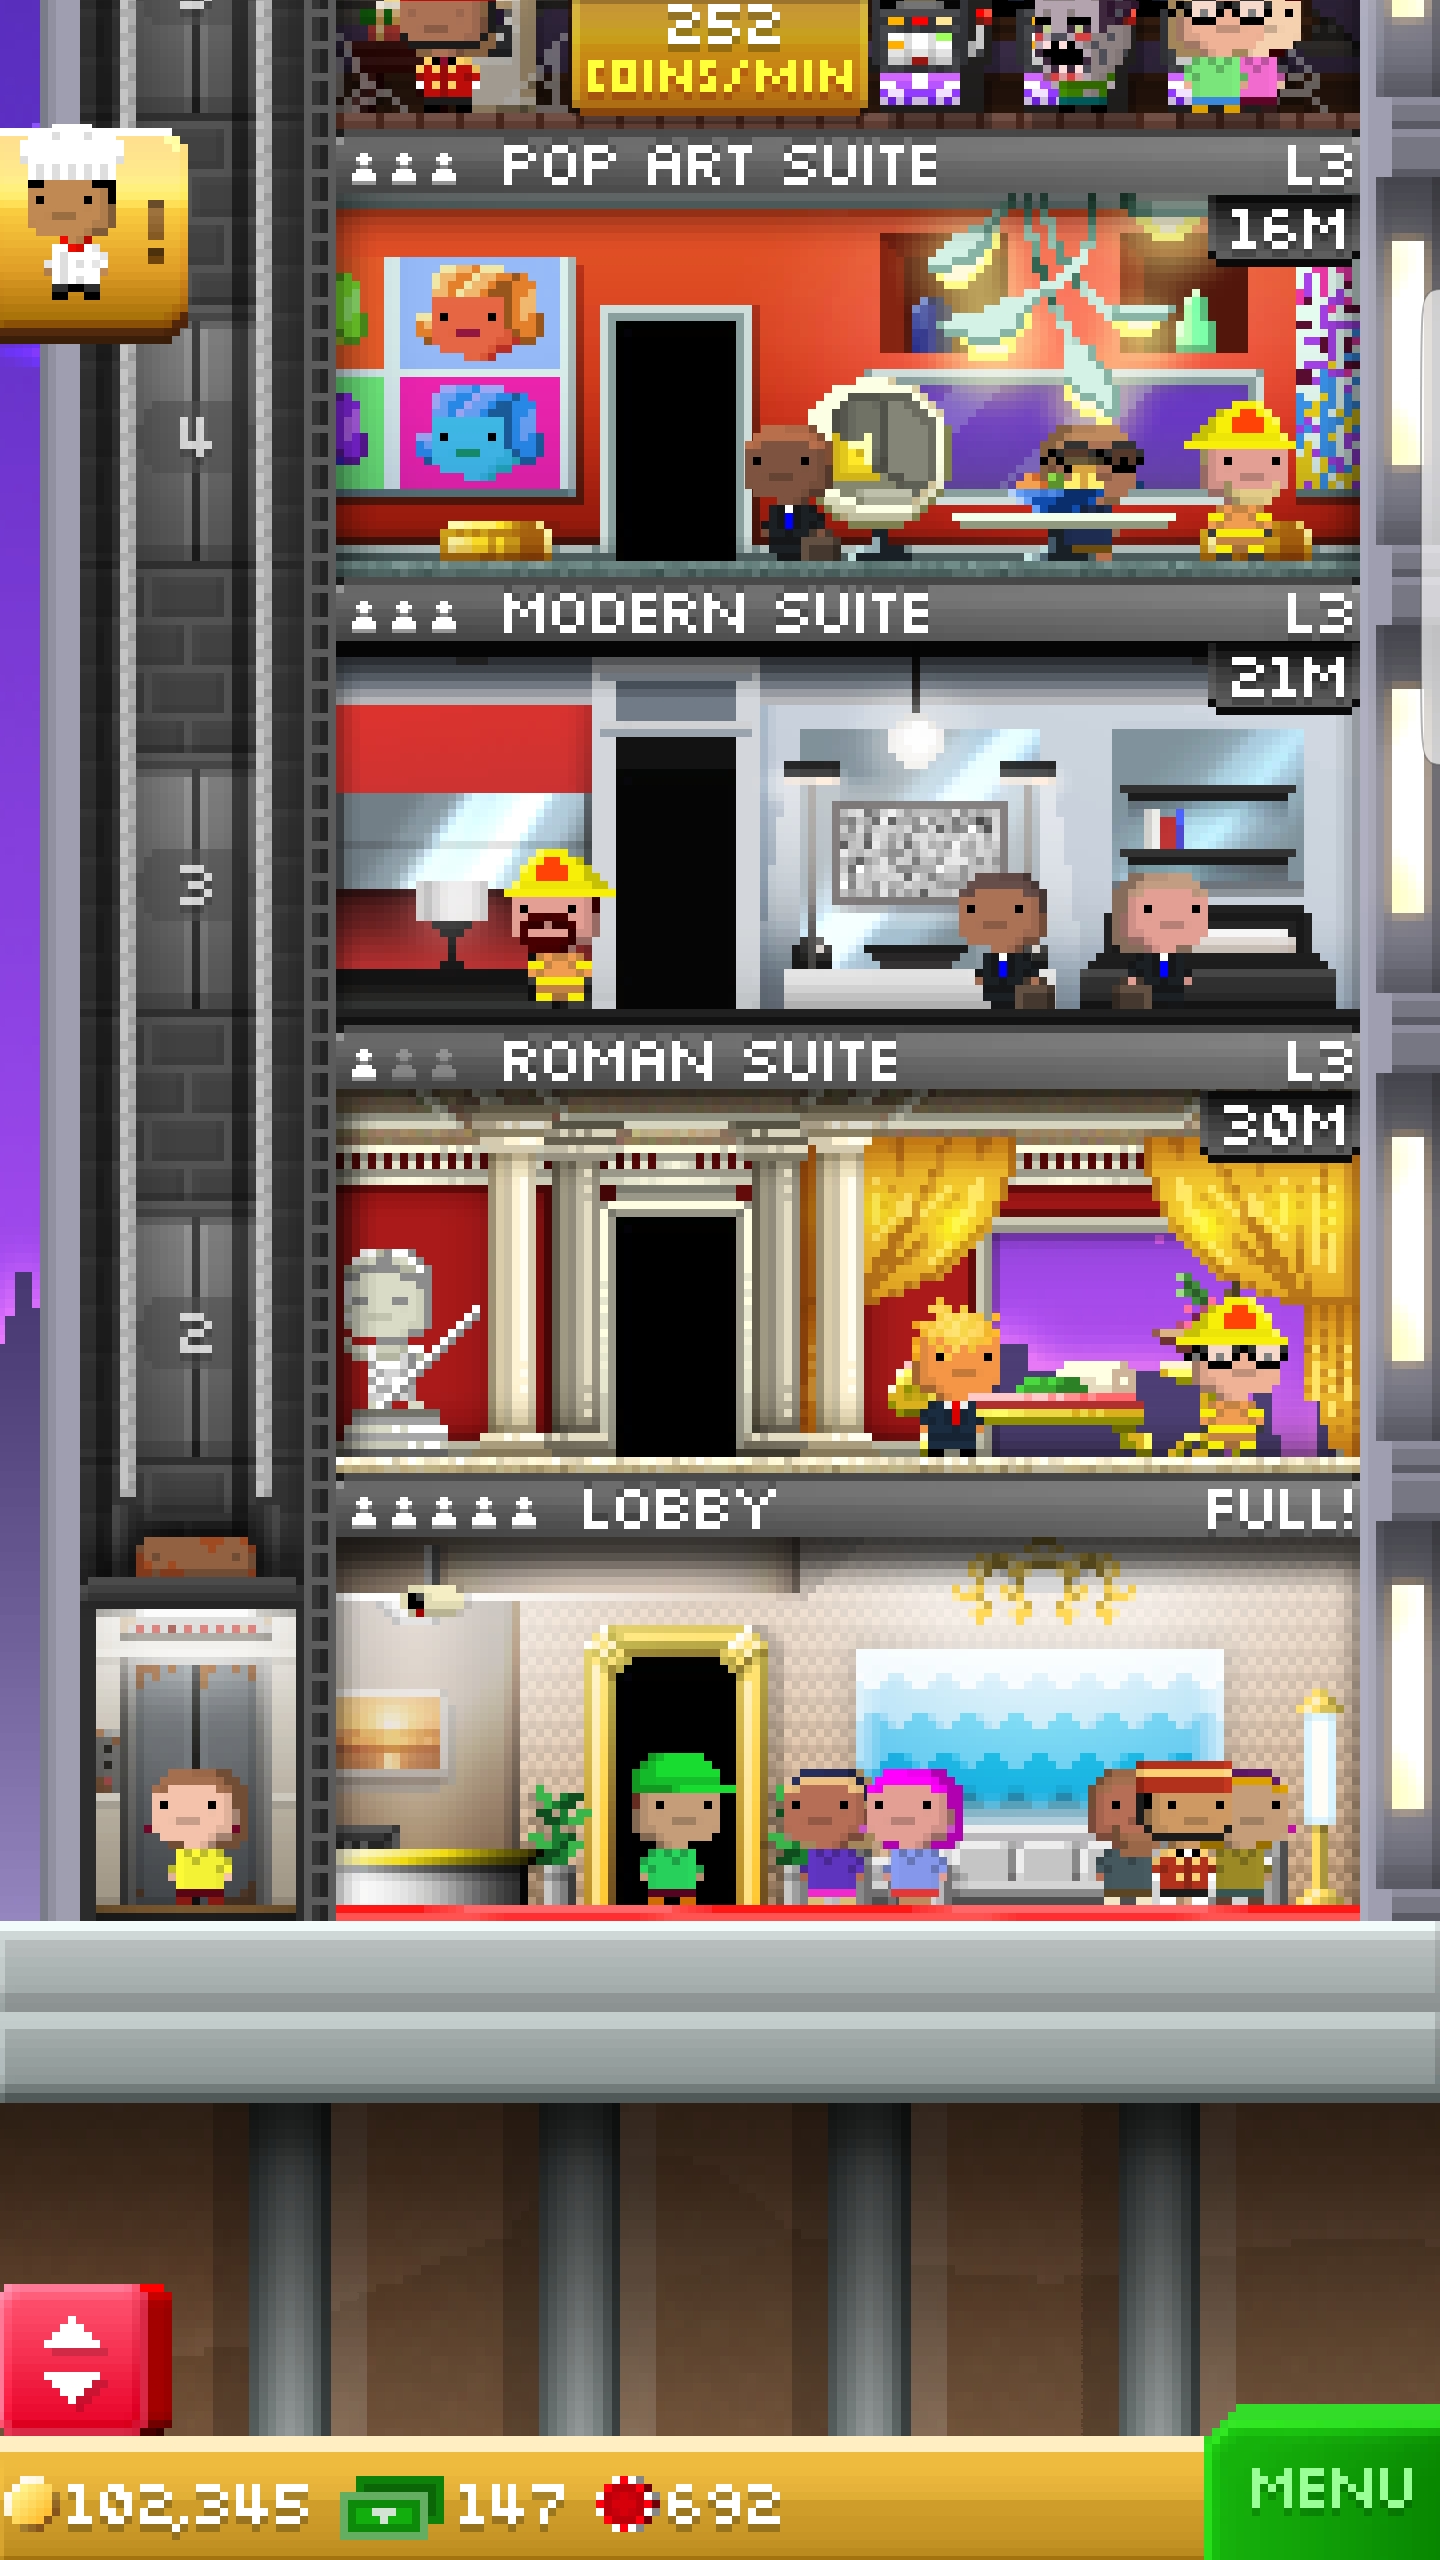 252
COINS/MIN
POP ART SUITE L3
16M
!
4
MODERN SUITE L3
21M
3
ROMAN SUITE L3
30M
2
LOBBY FULL!
102,345 147 692
MENU